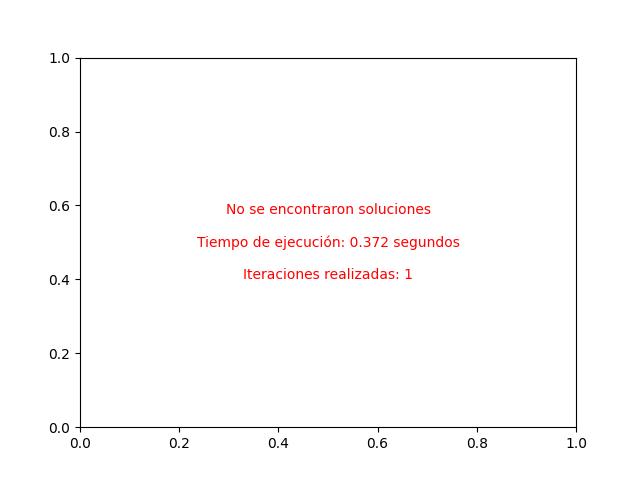 1.0
0.8
0.6
0.4
0.2
0.0
No se encontraron soluciones
Tiempo de ejecución: 0.372 segundos
Iteraciones realizadas: 1
0.0 0.2 0.4 0.6 0.8 1.0